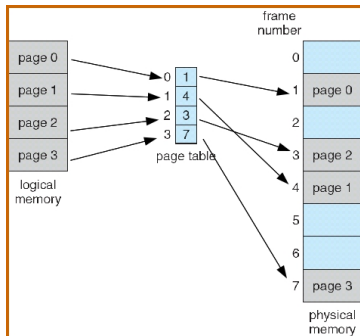 page 0
page 1
page 2
page 3
logical
memory
0 1
1 4
2 3
3 7
page table
frame
number
0
1 page 0
2
3 page 2
4 page 1
5
6
7 page 3
physical
memory